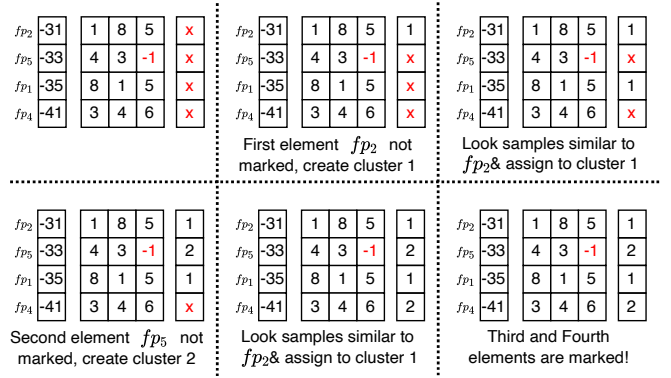 fp2 -31 1 8 5 x
fp5 -33 4 3 -1 x
fp1 -35 8 1 5 x
fp4 -41 3 4 6 x
fp2 -31 1 8 5 1
fp5 -33 4 3 -1 x
fp1 -35 8 1 5 x
fp4 -41 3 4 6 x
First element fp2 not
marked, create cluster 1
fp2 -31 1 8 5 1
fp5 -33 4 3 -1 x
fp1 -35 8 1 5 1
fp4 -41 3 4 6 x
Look samples similar to
fp2& assign to cluster 1
fp2 -31 1 8 5 1
fp5 -33 4 3 -1 2
fp1 -35 8 1 5 1
fp4 -41 3 4 6 x
Second element fp5 not
marked, create cluster 2
fp2 -31 1 8 5 1
fp5 -33 4 3 -1 2
fp1 -35 8 1 5 1
fp4 -41 3 4 6 2
Look samples similar to
fp2& assign to cluster 1
fp2 -31 1 8 5 1
fp5 -33 4 3 -1 2
fp1 -35 8 1 5 1
fp4 -41 3 4 6 2
Third and Fourth
elements are marked!